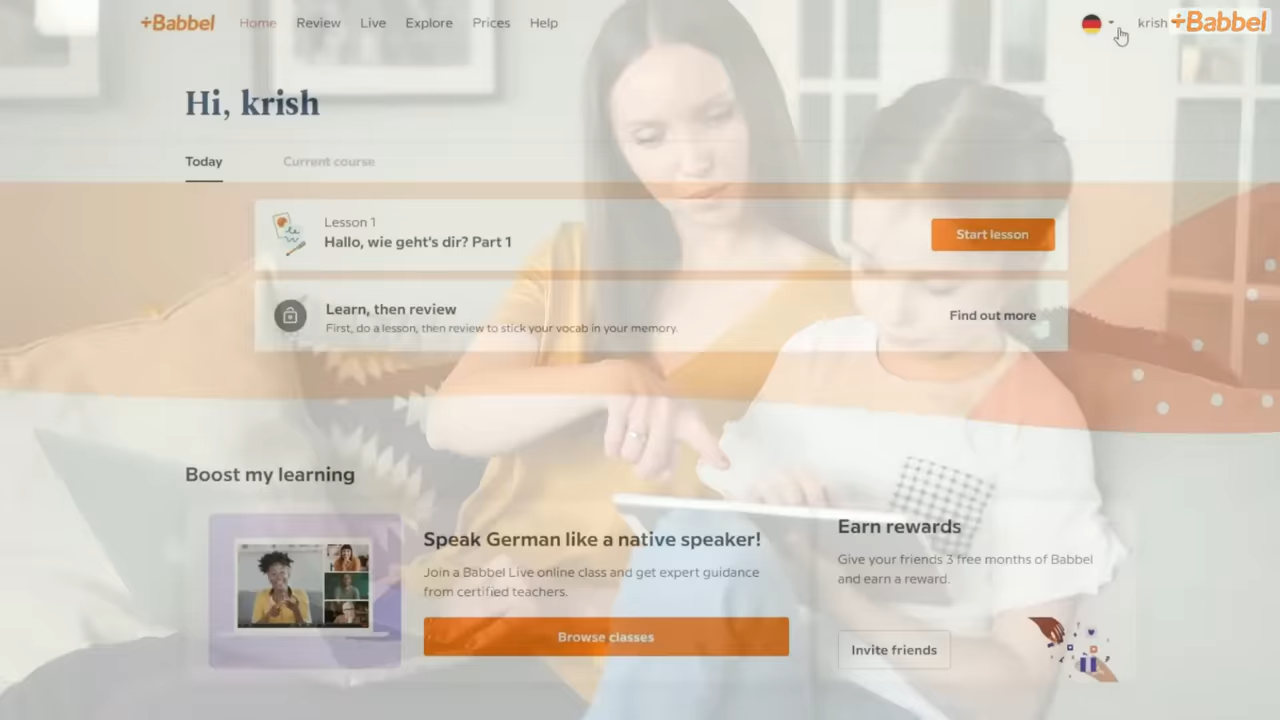 +Babbel Home Review Live Explore Prices Help krish +Babbel
Hi, krish
Today Current course
Lesson 1
Hallo, wie geht's dir? Part 1
Start lesson
Learn, then review
First, do a lesson, then review to stick your vocab in your memory.
Find out more
Boost my learning
Speak German like a native speaker!
Join a Babbel Live online class and get expert guidance
from certified teachers.
Browse classes
Earn rewards
Give your friends 3 free months of Babbel
and earn a reward.
Invite friends